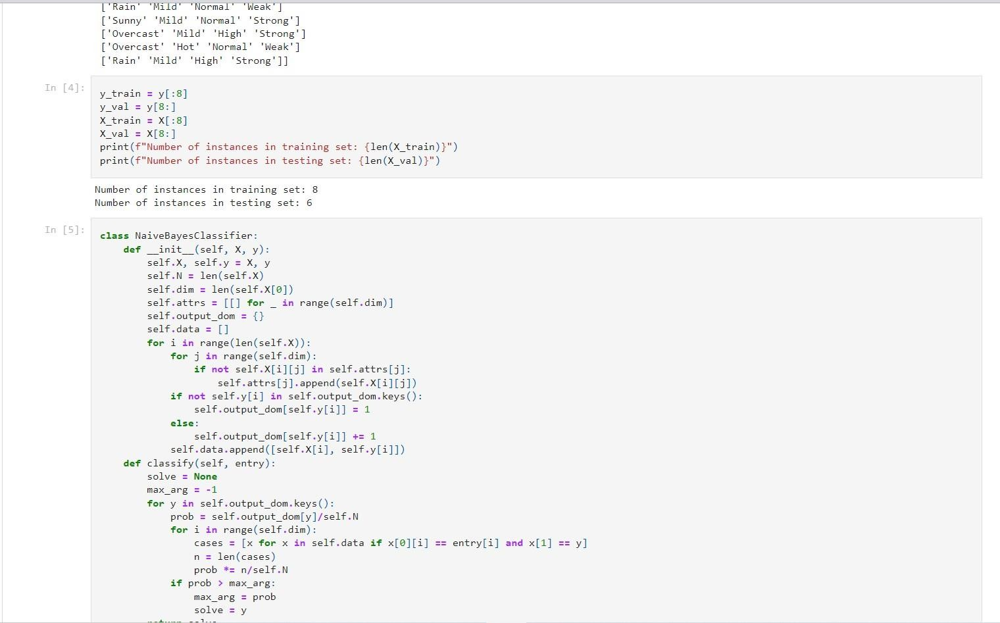 ['Rain' 'Mild' 'Normal' 'Weak']
['Sunny' 'Mild' 'Normal' 'Strong']
['Overcast' 'Mild' 'High' 'Strong']
['Overcast' 'Hot' 'Normal' 'Weak']
['Rain' 'Mild' 'High' 'Strong']]
In [4]:
y_train = y[:8]
y_val = y[8:]
X_train = X[:8]
X_val = X[8:]
print(f"Number of instances in training set: {len(X_train)}")
print(f"Number of instances in testing set: {len(X_val)}")
Number of instances in training set: 8
Number of instances in testing set: 6
In [5]:
class NaiveBayesClassifier:
    def __init__(self, X, y):
        self.X, self.y = X, y
        self.N = len(self.X)
        self.dim = len(self.X[0])
        self.attrs = [[] for _ in range(self.dim)]
        self.output_dom = {}
        self.data = []
        for i in range(len(self.X)):
            for j in range(self.dim):
                if not self.X[i][j] in self.attrs[j]:
                    self.attrs[j].append(self.X[i][j])
            if not self.y[i] in self.output_dom.keys():
                self.output_dom[self.y[i]] = 1
            else:
                self.output_dom[self.y[i]] += 1
            self.data.append([self.X[i], self.y[i]])
    def classify(self, entry):
        solve = None
        max_arg = -1
        for y in self.output_dom.keys():
            prob = self.output_dom[y]/self.N
            for i in range(self.dim):
                cases = [x for x in self.data if x[0][i] == entry[i] and x[1] == y]
                n = len(cases)
                prob *= n/self.N
            if prob > max_arg:
                max_arg = prob
                solve = y
        return solve